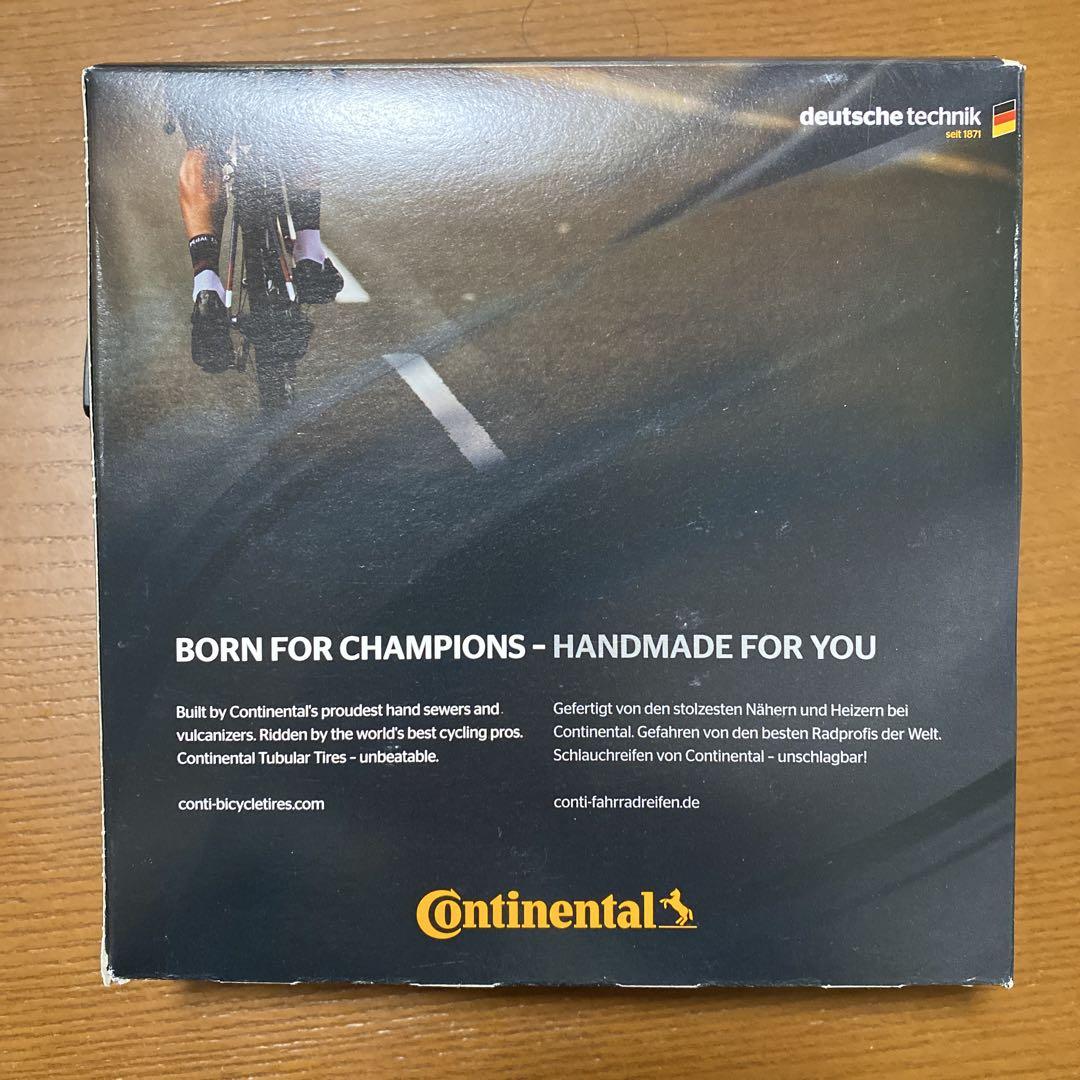 deutsche technik
seit 1871
BORN FOR CHAMPIONS – HANDMADE FOR YOU
Built by Continental's proudest hand sewers and
vulcanizers. Ridden by the world's best cycling pros.
Continental Tubular Tires – unbeatable.
conti-bicycletires.com
Gefertigt von den stolzesten Nähern und Heizern bei
Continental. Gefahren von den besten Radprofis der Welt.
Schlauchreifen von Continental – unschlagbar!
conti-fahrradreifen.de
Continental